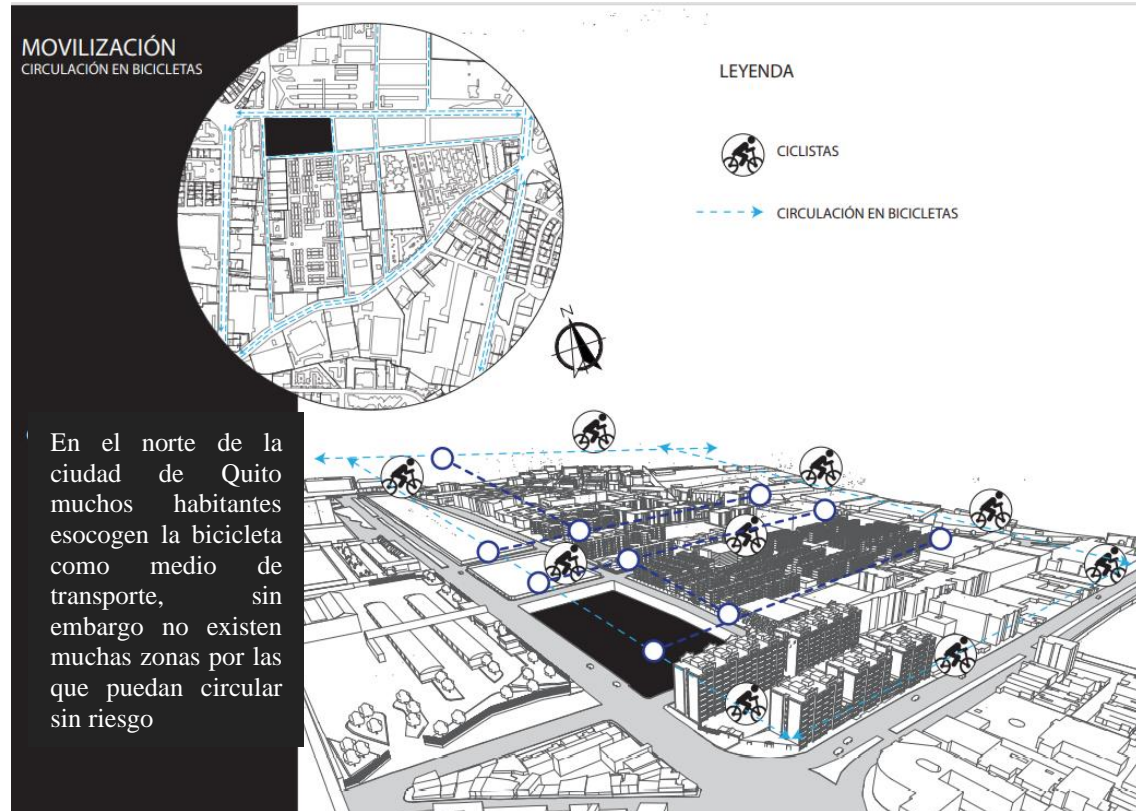 MOVILIZACIÓN
CIRCULACIÓN EN BICICLETAS
LEYENDA
CICLISTAS
CIRCULACIÓN EN BICICLETAS
N
En el norte de la
ciudad de Quito
muchos habitantes
esocogen la bicicleta
como medio de
transporte, sin
embargo no existen
muchas zonas por las
que puedan circular
sin riesgo